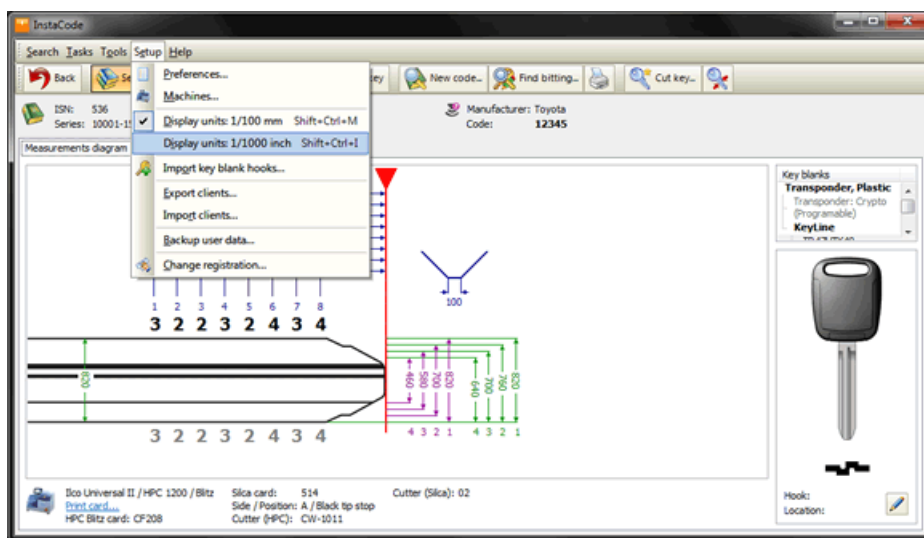 InstaCode
Search Tasks Tools Setup Help
Back
New code...
Find bitting...
Cut key...
Preferences...
Machines...
Display units: 1/100 mm Shift+Ctrl+M
Display units: 1/1000 inch Shift+Ctrl+I
Import key blank hooks...
Export clients...
Import clients...
Backup user data...
Change registration...
ISN: 536
Series:
Manufacturer: Toyota
Code: 12345
Measurements diagram
Key blanks
Transponder, Plastic
Transponder: Crypto
(Programable)
KeyLine
100
1 2 3 4 5 6 7 8
3 2 2 3 2 4 3 4
820
460 580 700 820 640 700 760 820
3 2 2 3 2 4 3 4
4 3 2 1 4 3 2 1
Ilco Universal II / HPC 1200 / Blitz
Print card...
HPC Blitz card: CF208
Silca card: 514
Side / Position: A / Black tip stop
Cutter (HPC): CW-1011
Cutter (Silca): 02
Hook:
Location: